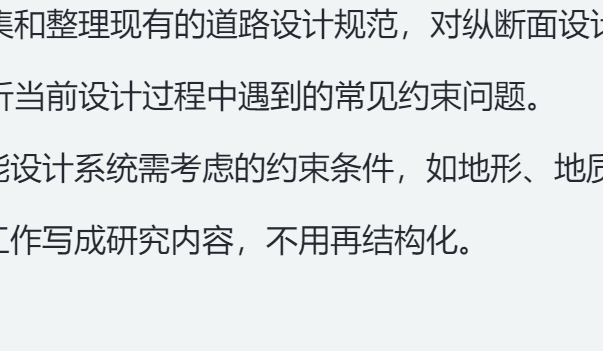 集和整理现有的道路设计规范，对纵断面设计
析当前设计过程中遇到的常见约束问题。
能设计系统需考虑的约束条件，如地形、地质
工作写成研究内容，不用再结构化。